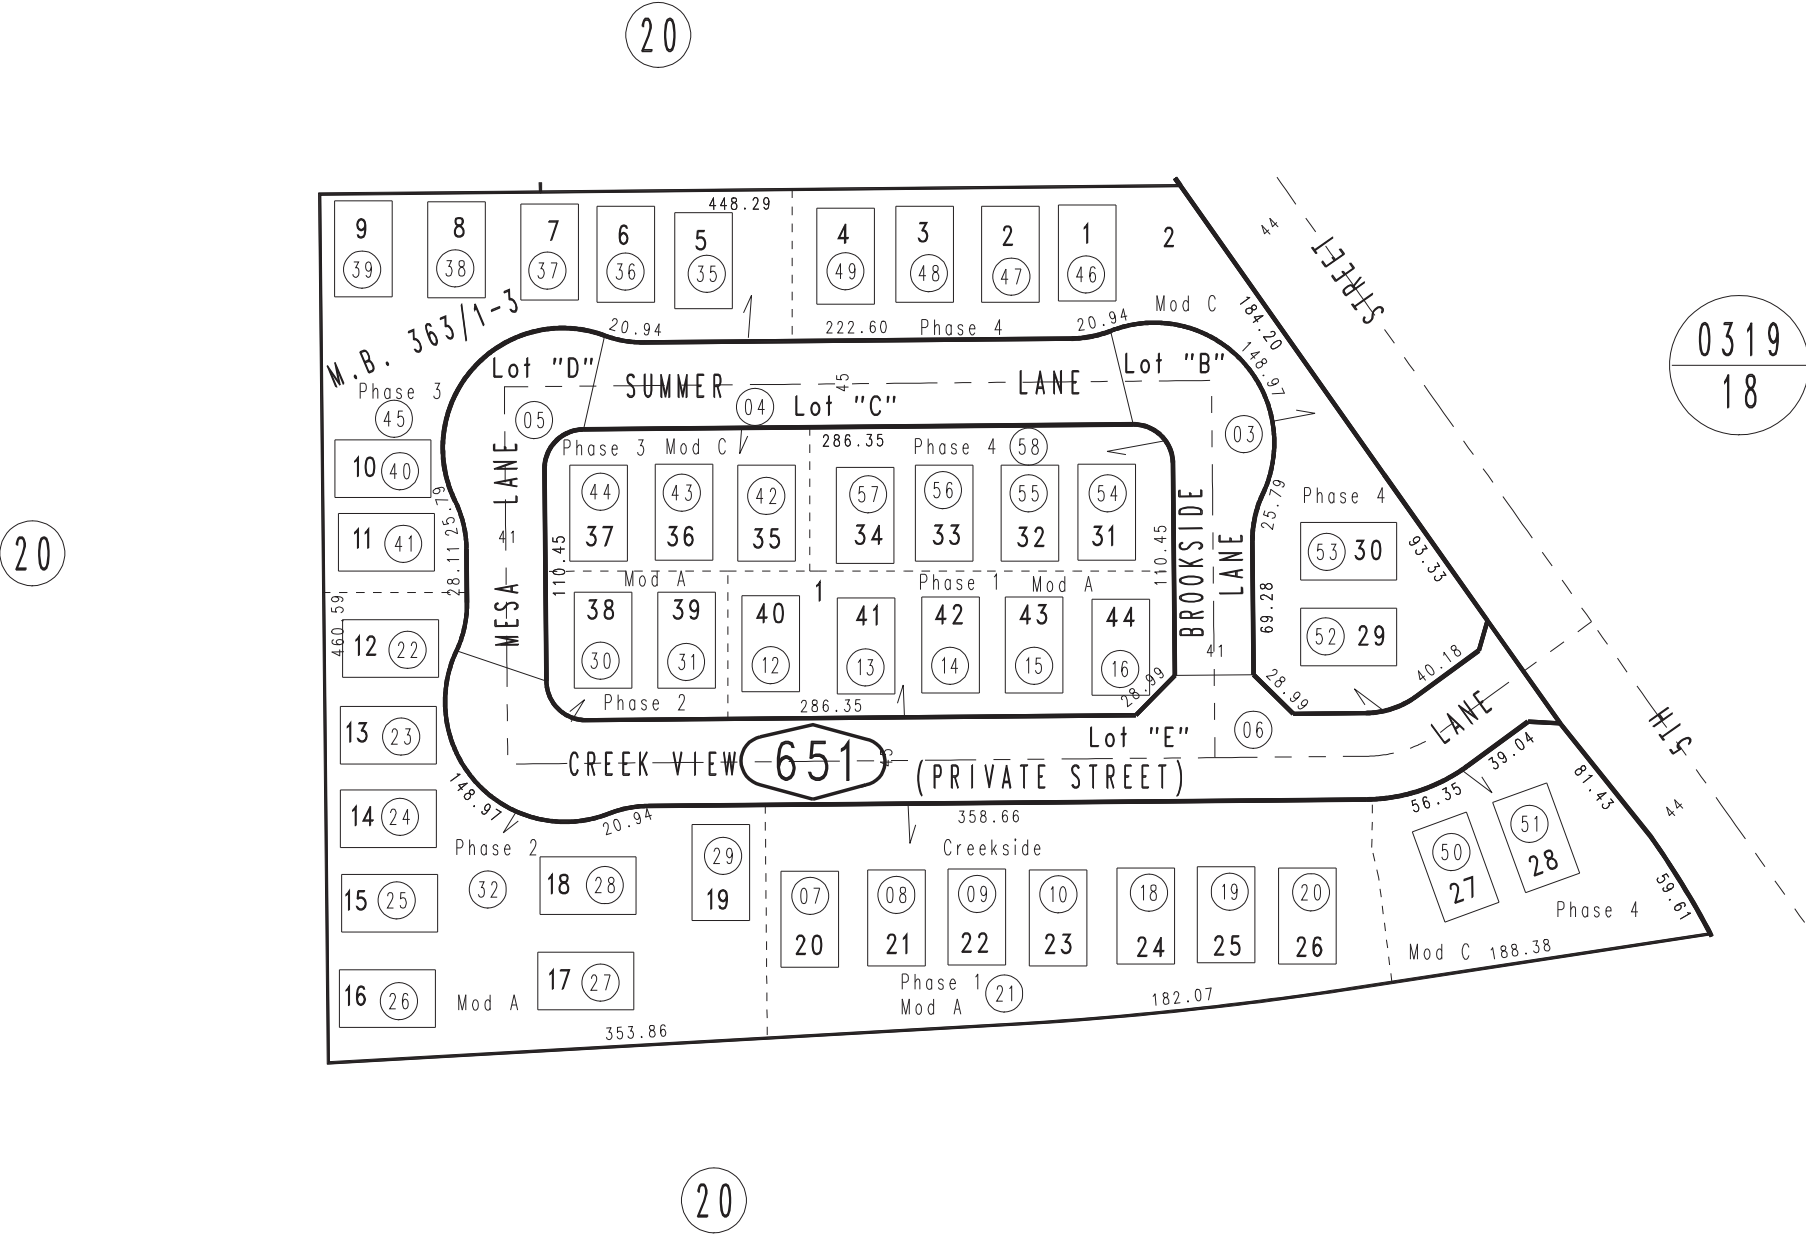 20
448.29
9 8 7 6 5 4 3 2 1 2
39 38 37 36 35 49 48 47 46
44
STREET
M.B. 363/1-3
20.94 222.60 Phase 4 20.94 Mod C 184.20
148.97
0319
18
Lot "D" Lot "B"
SUMMER 45 LANE
Phase 3
45
05 04 Lot "C" 03
Phase 3 Mod C 286.35 Phase 4 58
10 40
MESA LANE
44 43 42 57 56 55 54
37 36 35 34 33 32 31
25.79 25.79
Phase 4
BROOKSIDE LANE
20
11 41
41
28.11
110.45 110.45
53 30
93.33
Mod A 1 Phase 1 Mod A
460.59
38 39 40 41 42 43 44
30 31 12 13 14 15 16
69.28
12 22
52 29
41
40.18
28.99 28.99
Phase 2 286.35
13 23
Lot "E" 06
LANE
5TH
CREEK VIEW 651 45 (PRIVATE STREET)
39.04
81.43
44
148.97
56.35
14 24
20.94 358.66
Phase 2 Creekside
32
29
19
18 28
51
28
50
27
15 25
07 08 09 10 18 19 20
20 21 22 23 24 25 26
59.61
Phase 4
17 27
Mod C 188.38
16 26 Mod A
Phase 1
Mod A 21
182.07
353.86
20